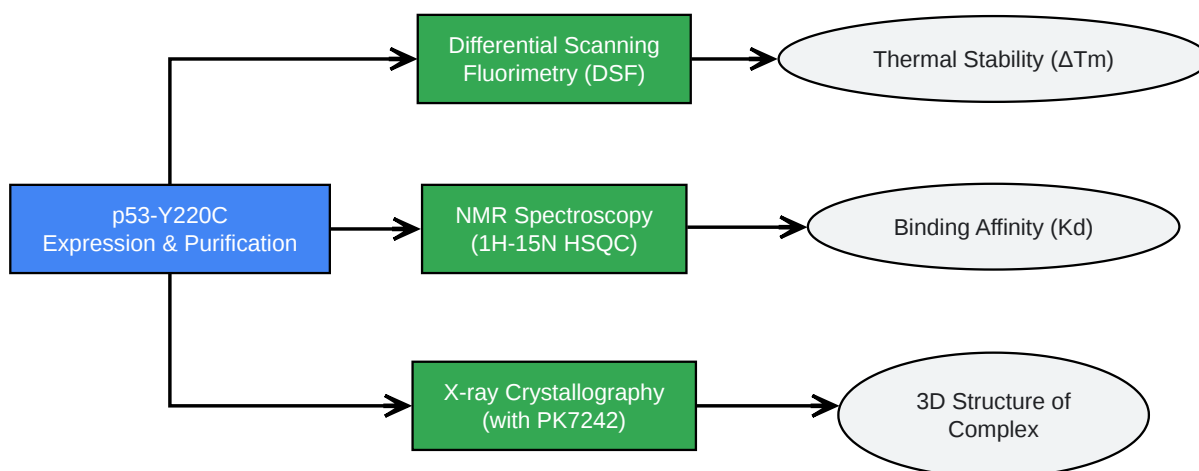 Differential Scanning
Fluorimetry (DSF)
Thermal Stability (ΔTm)
p53-Y220C
Expression & Purification
NMR Spectroscopy
(1H-15N HSQC)
Binding Affinity (Kd)
X-ray Crystallography
(with PK7242)
3D Structure of
Complex